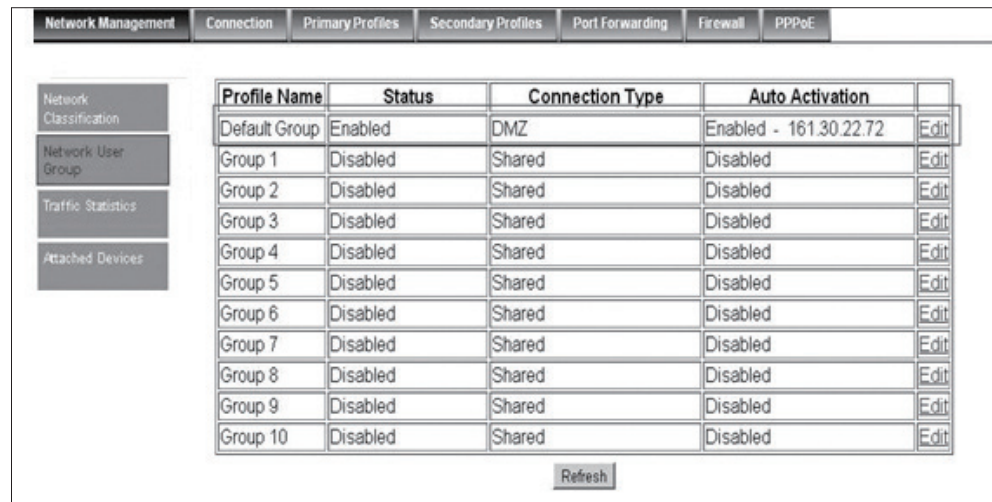 Network Management Connection Primary Profiles Secondary Profiles Port Forwarding Firewall PPPoE
Network
Classification
Network User
Group
Traffic Statistics
Attached Devices
Profile Name Status Connection Type Auto Activation
Default Group Enabled DMZ Enabled - 161.30.22.72 Edit
Group 1 Disabled Shared Disabled Edit
Group 2 Disabled Shared Disabled Edit
Group 3 Disabled Shared Disabled Edit
Group 4 Disabled Shared Disabled Edit
Group 5 Disabled Shared Disabled Edit
Group 6 Disabled Shared Disabled Edit
Group 7 Disabled Shared Disabled Edit
Group 8 Disabled Shared Disabled Edit
Group 9 Disabled Shared Disabled Edit
Group 10 Disabled Shared Disabled Edit
Refresh